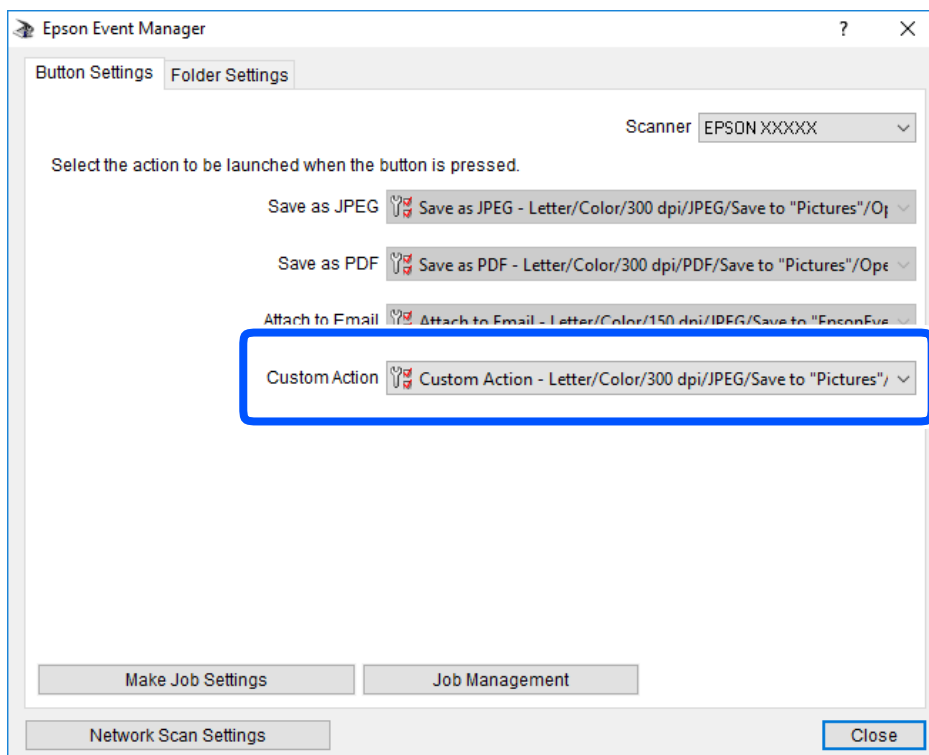 Epson Event Manager
Button Settings Folder Settings
Scanner EPSON XXXXX
Select the action to be launched when the button is pressed.
Save as JPEG Save as JPEG - Letter/Color/300 dpi/JPEG/Save to "Pictures"/Op
Save as PDF Save as PDF - Letter/Color/300 dpi/PDF/Save to "Pictures"/Ope
Attach to Email Attach to Email - Letter/Color/150 dpi/JPEG/Save to "EpsonEve
Custom Action Custom Action - Letter/Color/300 dpi/JPEG/Save to "Pictures"/
Make Job Settings Job Management
Network Scan Settings Close